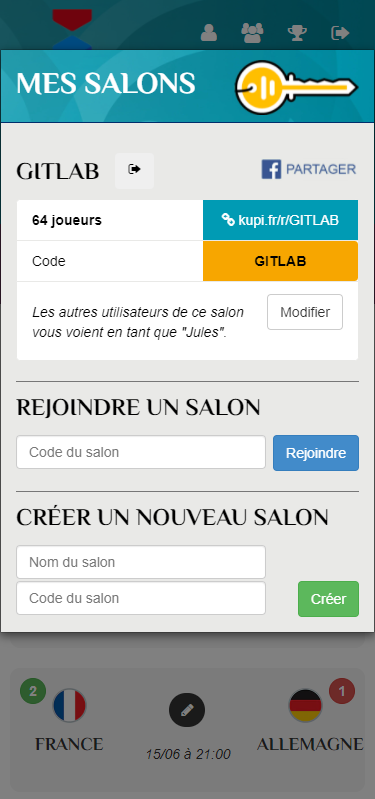 MES SALONS
GITLAB
PARTAGER
64 joueurs
kupi.fr/r/GITLAB
Code
GITLAB
Les autres utilisateurs de ce salon
vous voient en tant que "Jules".
Modifier
REJOINDRE UN SALON
Code du salon
Rejoindre
CRÉER UN NOUVEAU SALON
Nom du salon
Code du salon
Créer
2
1
FRANCE
ALLEMAGNE
15/06 à 21:00